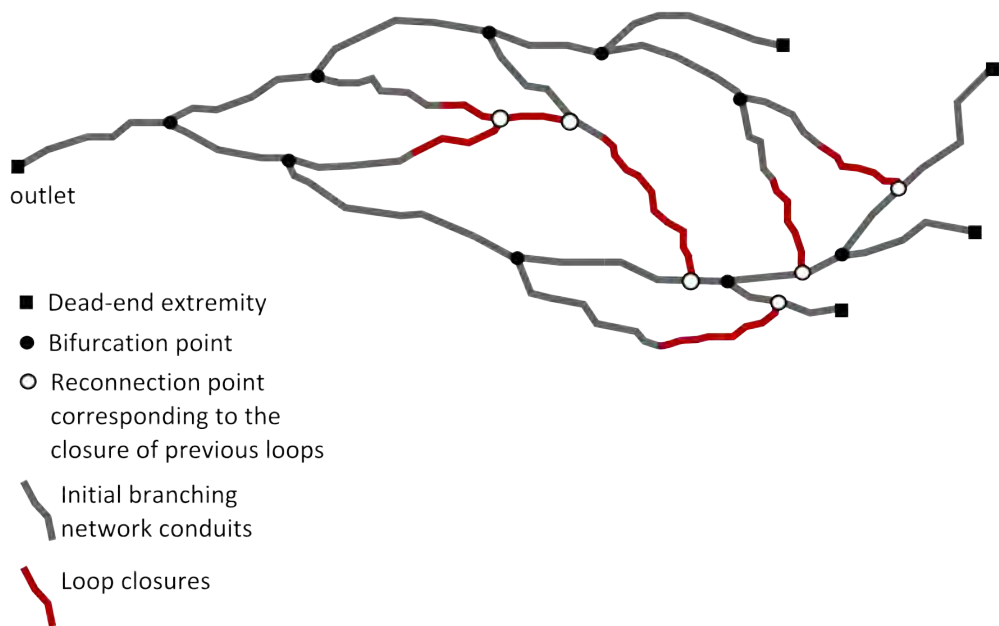 outlet
Dead-end extremity
Bifurcation point
Reconnection point
corresponding to the
closure of previous loops
Initial branching
network conduits
Loop closures